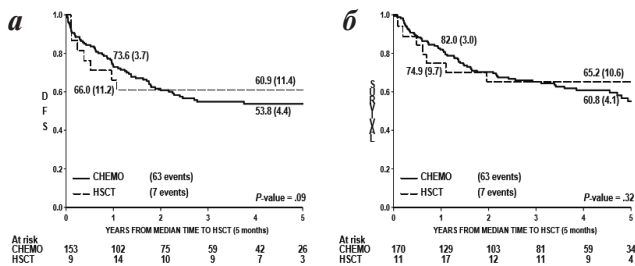 а
1.0
0.8
0.6
0.4
0.2
0.0
DFS
73.6 (3.7)
66.0 (11.2)
60.9 (11.4)
53.8 (4.4)
CHEMO (63 events)
HSCT (7 events)
P-value = .09
0 1 2 3 4 5
YEARS FROM MEDIAN TIME TO HSCT (5 months)
At risk
CHEMO 153 102 75 59 42 26
HSCT 9 14 10 9 7 3
б
1.0
0.8
0.6
0.4
0.2
0.0
SURVIVAL
82.0 (3.0)
74.9 (9.7)
65.2 (10.6)
60.8 (4.1)
CHEMO (63 events)
HSCT (7 events)
P-value = .32
0 1 2 3 4 5
YEARS FROM MEDIAN TIME TO HSCT (5 months)
At risk
CHEMO 170 129 103 81 59 34
HSCT 11 17 12 11 9 4